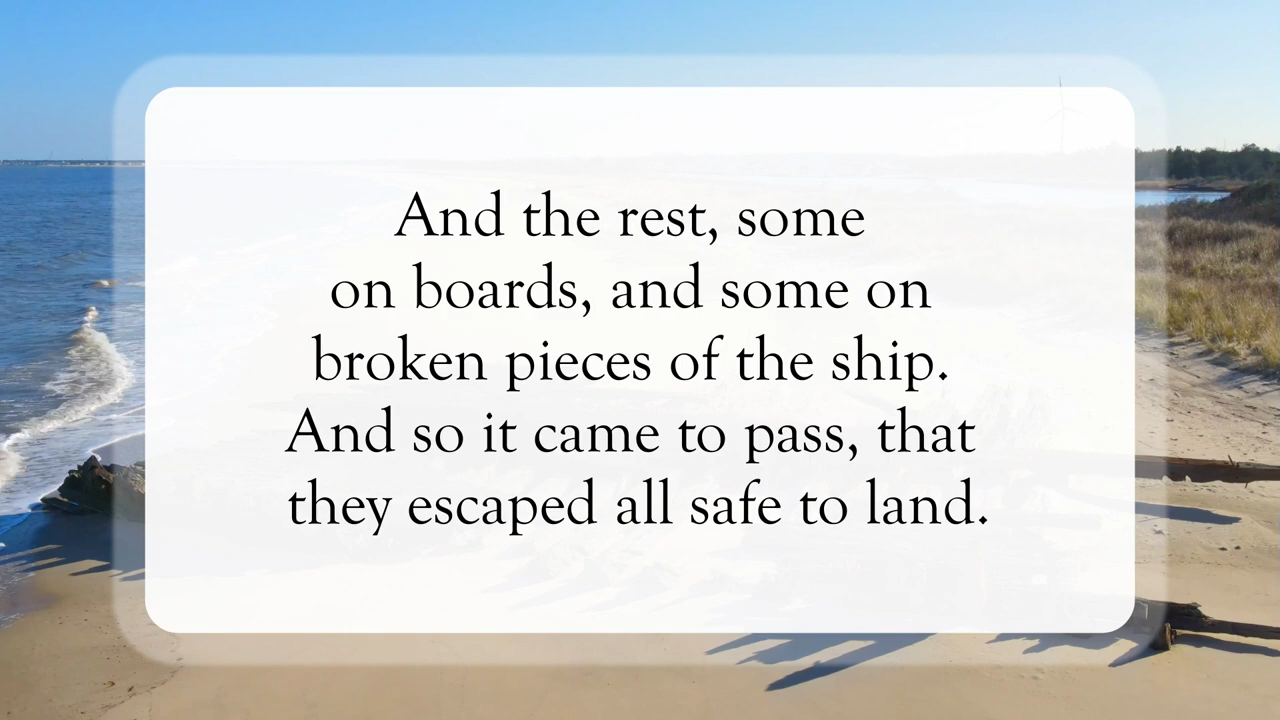 And the rest, some
on boards, and some on
broken pieces of the ship.
And so it came to pass, that
they escaped all safe to land.